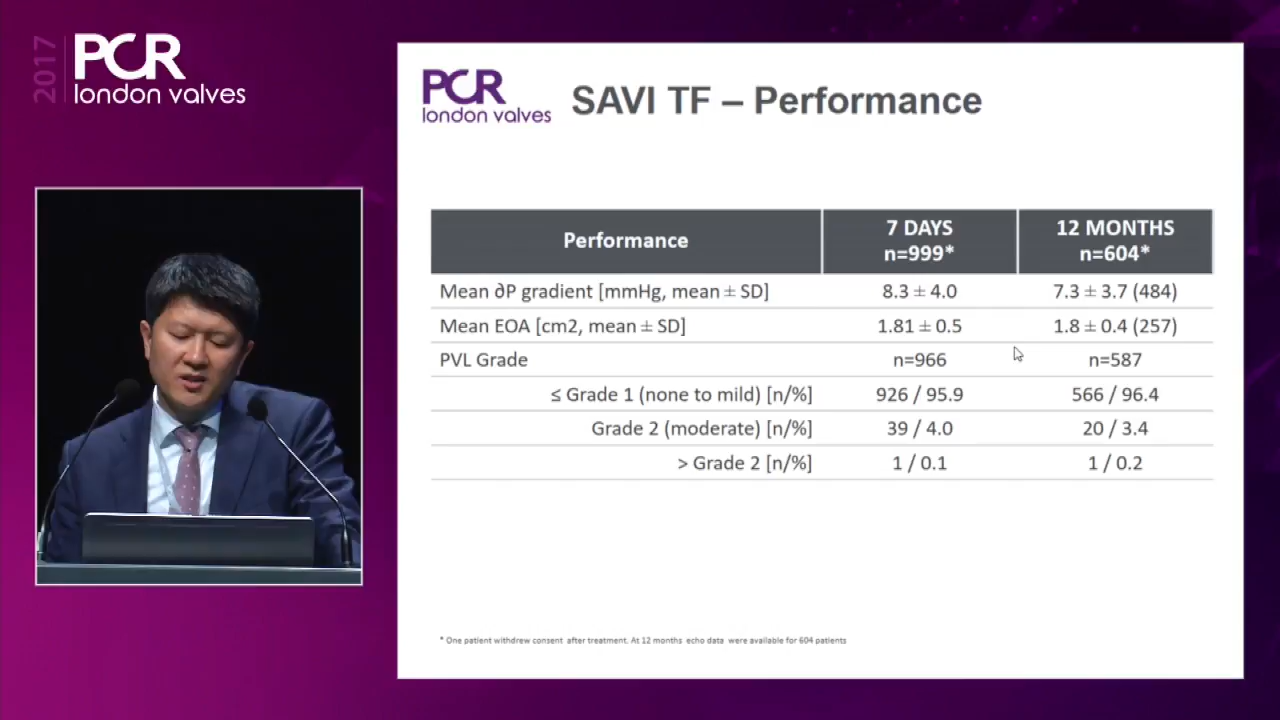 2017
PCR
london valves
PCR
london valves
SAVI TF – Performance
Performance
7 DAYS
n=999*
12 MONTHS
n=604*
Mean ∂P gradient [mmHg, mean ± SD] 8.3 ± 4.0 7.3 ± 3.7 (484)
Mean EOA [cm2, mean ± SD] 1.81 ± 0.5 1.8 ± 0.4 (257)
PVL Grade n=966 n=587
≤ Grade 1 (none to mild) [n/%] 926 / 95.9 566 / 96.4
Grade 2 (moderate) [n/%] 39 / 4.0 20 / 3.4
> Grade 2 [n/%] 1 / 0.1 1 / 0.2
* One patient withdrew consent after treatment. At 12 months echo data were available for 604 patients